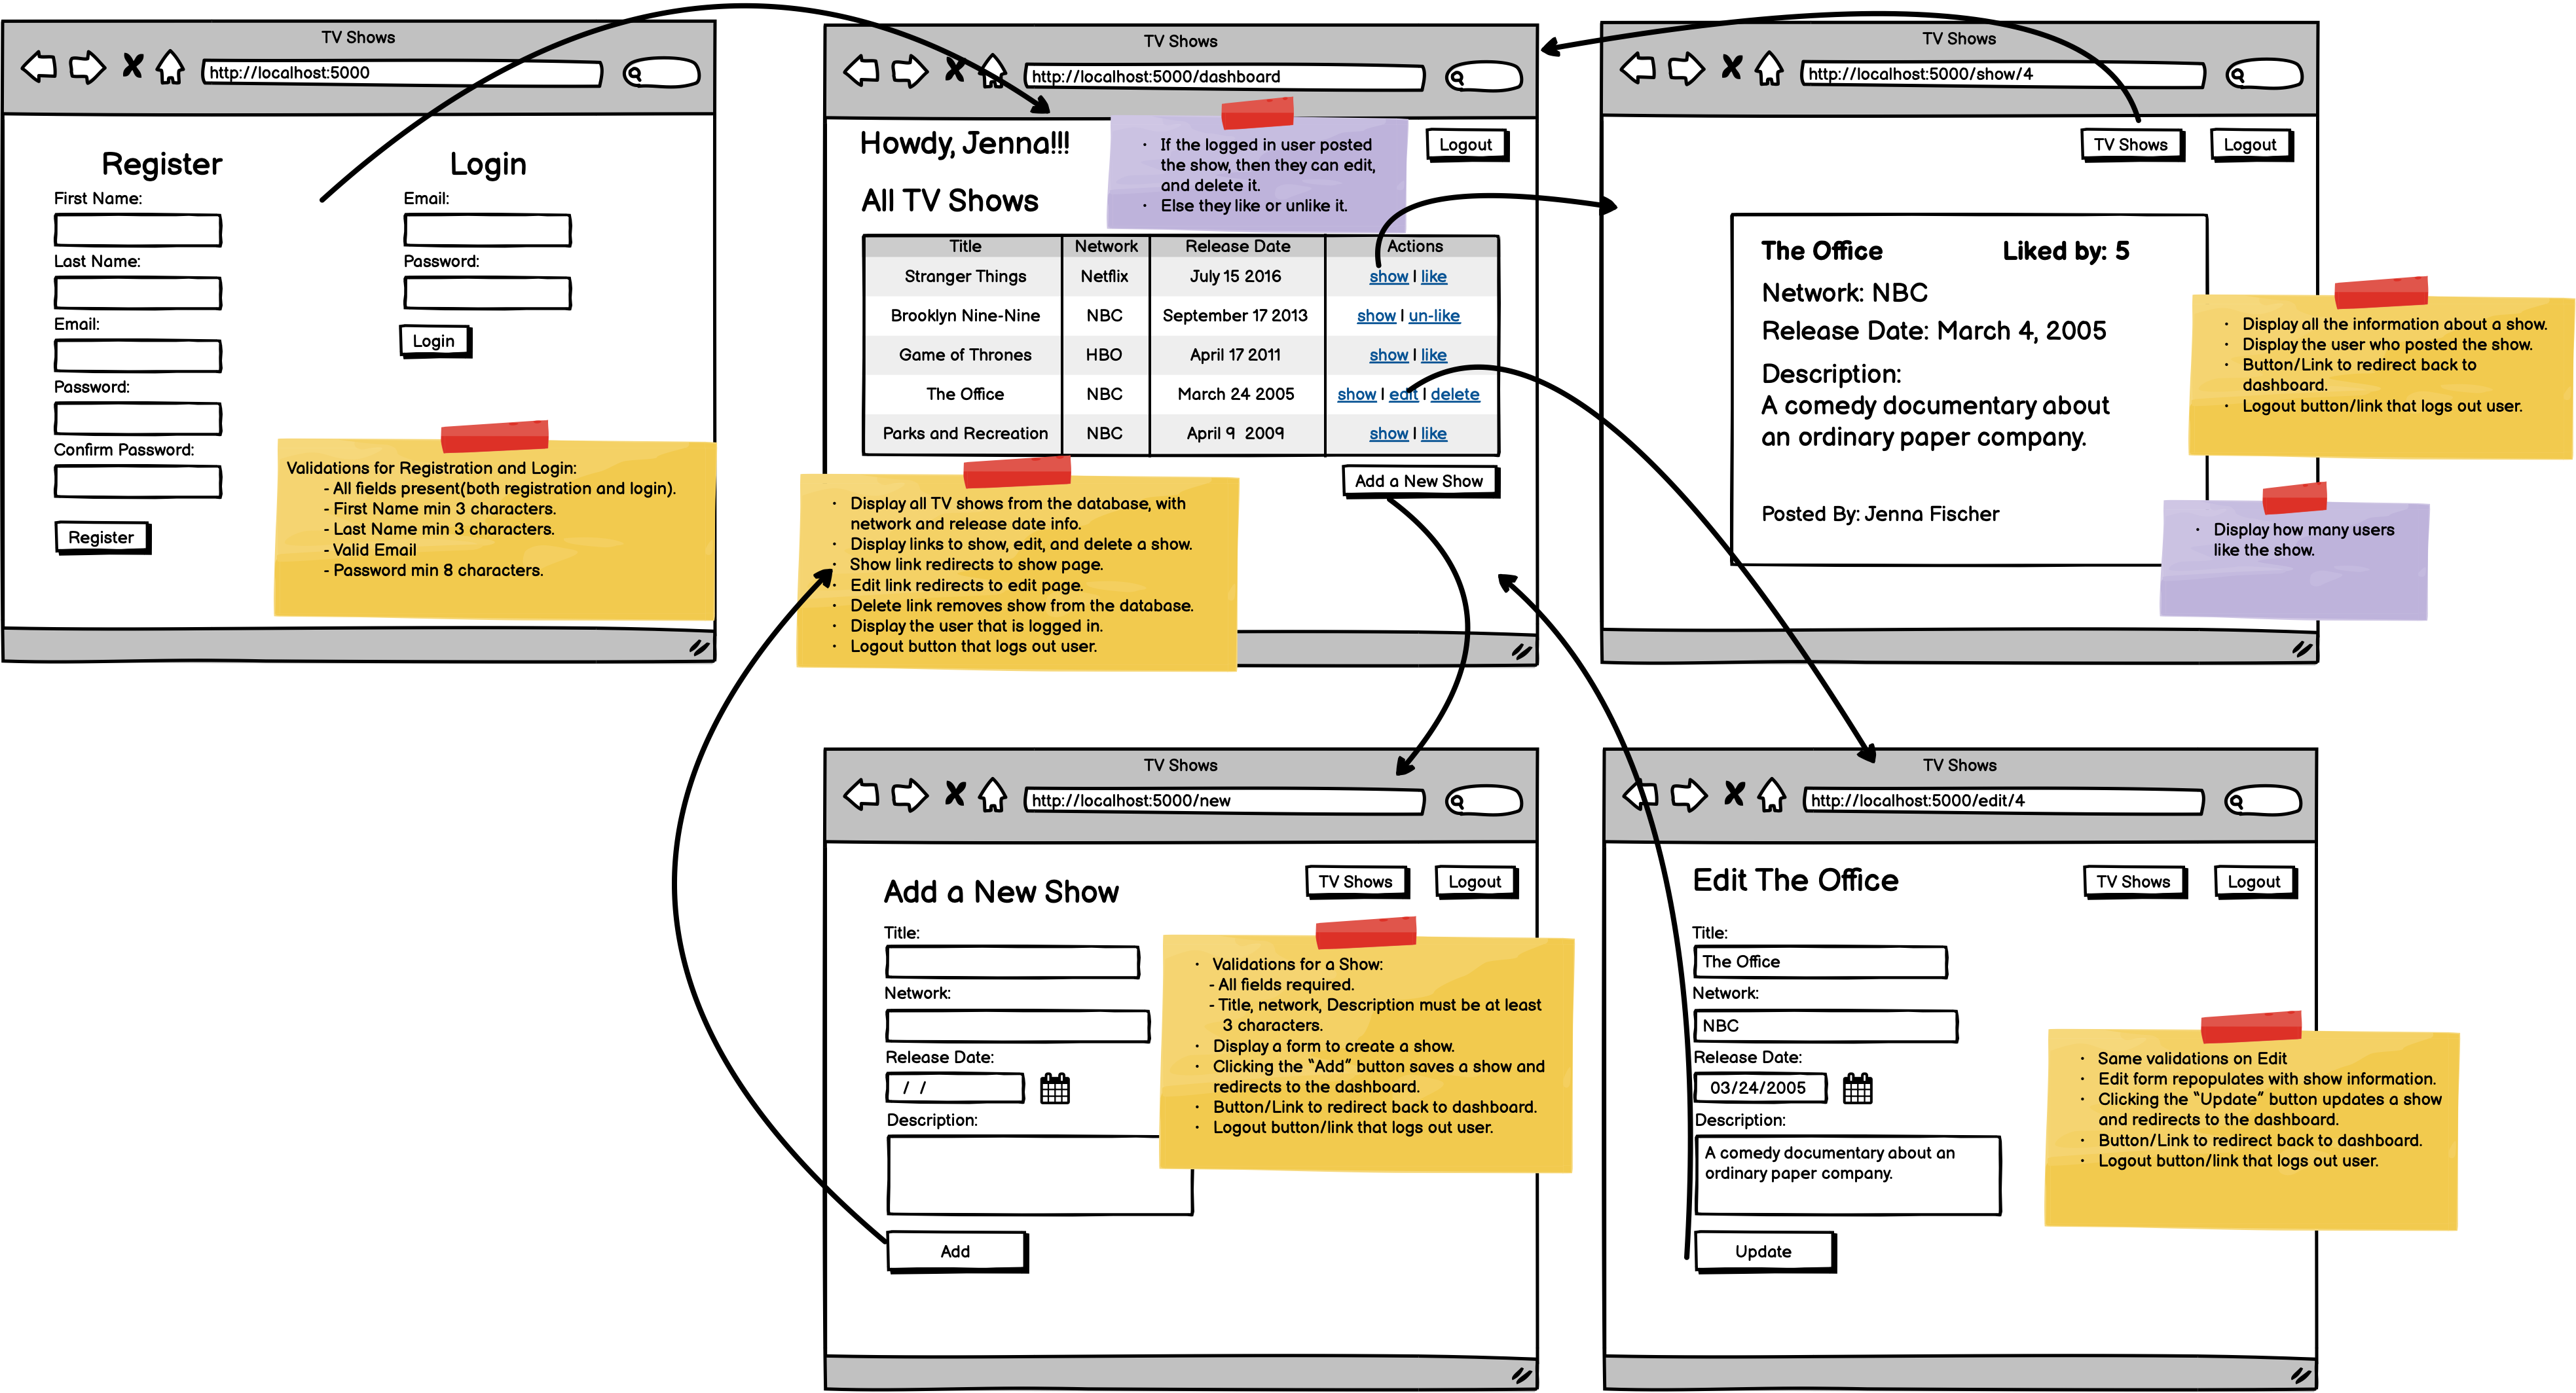 TV Shows
http://localhost:5000
Register
First Name:
Last Name:
Email:
Password:
Confirm Password:
Register
Login
Email:
Password:
Login
Validations for Registration and Login:
- All fields present(both registration and login).
- First Name min 3 characters.
- Last Name min 3 characters.
- Valid Email
- Password min 8 characters.
TV Shows
http://localhost:5000/dashboard
Howdy, Jenna!!!
· If the logged in user posted
the show, then they can edit,
and delete it.
· Else they like or unlike it.
Logout
All TV Shows
Title Network Release Date Actions
Stranger Things Netflix July 15 2016 show | like
Brooklyn Nine-Nine NBC September 17 2013 show | un-like
Game of Thrones HBO April 17 2011 show | like
The Office NBC March 24 2005 show | edit | delete
Parks and Recreation NBC April 9 2009 show | like
Add a New Show
· Display all TV shows from the database, with
network and release date info.
· Display links to show, edit, and delete a show.
· Show link redirects to show page.
· Edit link redirects to edit page.
· Delete link removes show from the database.
· Display the user that is logged in.
· Logout button that logs out user.
TV Shows
http://localhost:5000/show/4
TV Shows
Logout
The Office Liked by: 5
Network: NBC
Release Date: March 4, 2005
Description:
A comedy documentary about
an ordinary paper company.
Posted By: Jenna Fischer
· Display all the information about a show.
· Display the user who posted the show.
· Button/Link to redirect back to
dashboard.
· Logout button/link that logs out user.
· Display how many users
like the show.
TV Shows
http://localhost:5000/new
TV Shows
Logout
Add a New Show
Title:
Network:
Release Date:
/ /
Description:
Add
· Validations for a Show:
- All fields required.
- Title, network, Description must be at least
3 characters.
· Display a form to create a show.
· Clicking the “Add” button saves a show and
redirects to the dashboard.
· Button/Link to redirect back to dashboard.
· Logout button/link that logs out user.
TV Shows
http://localhost:5000/edit/4
Edit The Office
TV Shows
Logout
Title:
The Office
Network:
NBC
Release Date:
03/24/2005
Description:
A comedy documentary about an
ordinary paper company.
Update
· Same validations on Edit
· Edit form repopulates with show information.
· Clicking the “Update” button updates a show
and redirects to the dashboard.
· Button/Link to redirect back to dashboard.
· Logout button/link that logs out user.